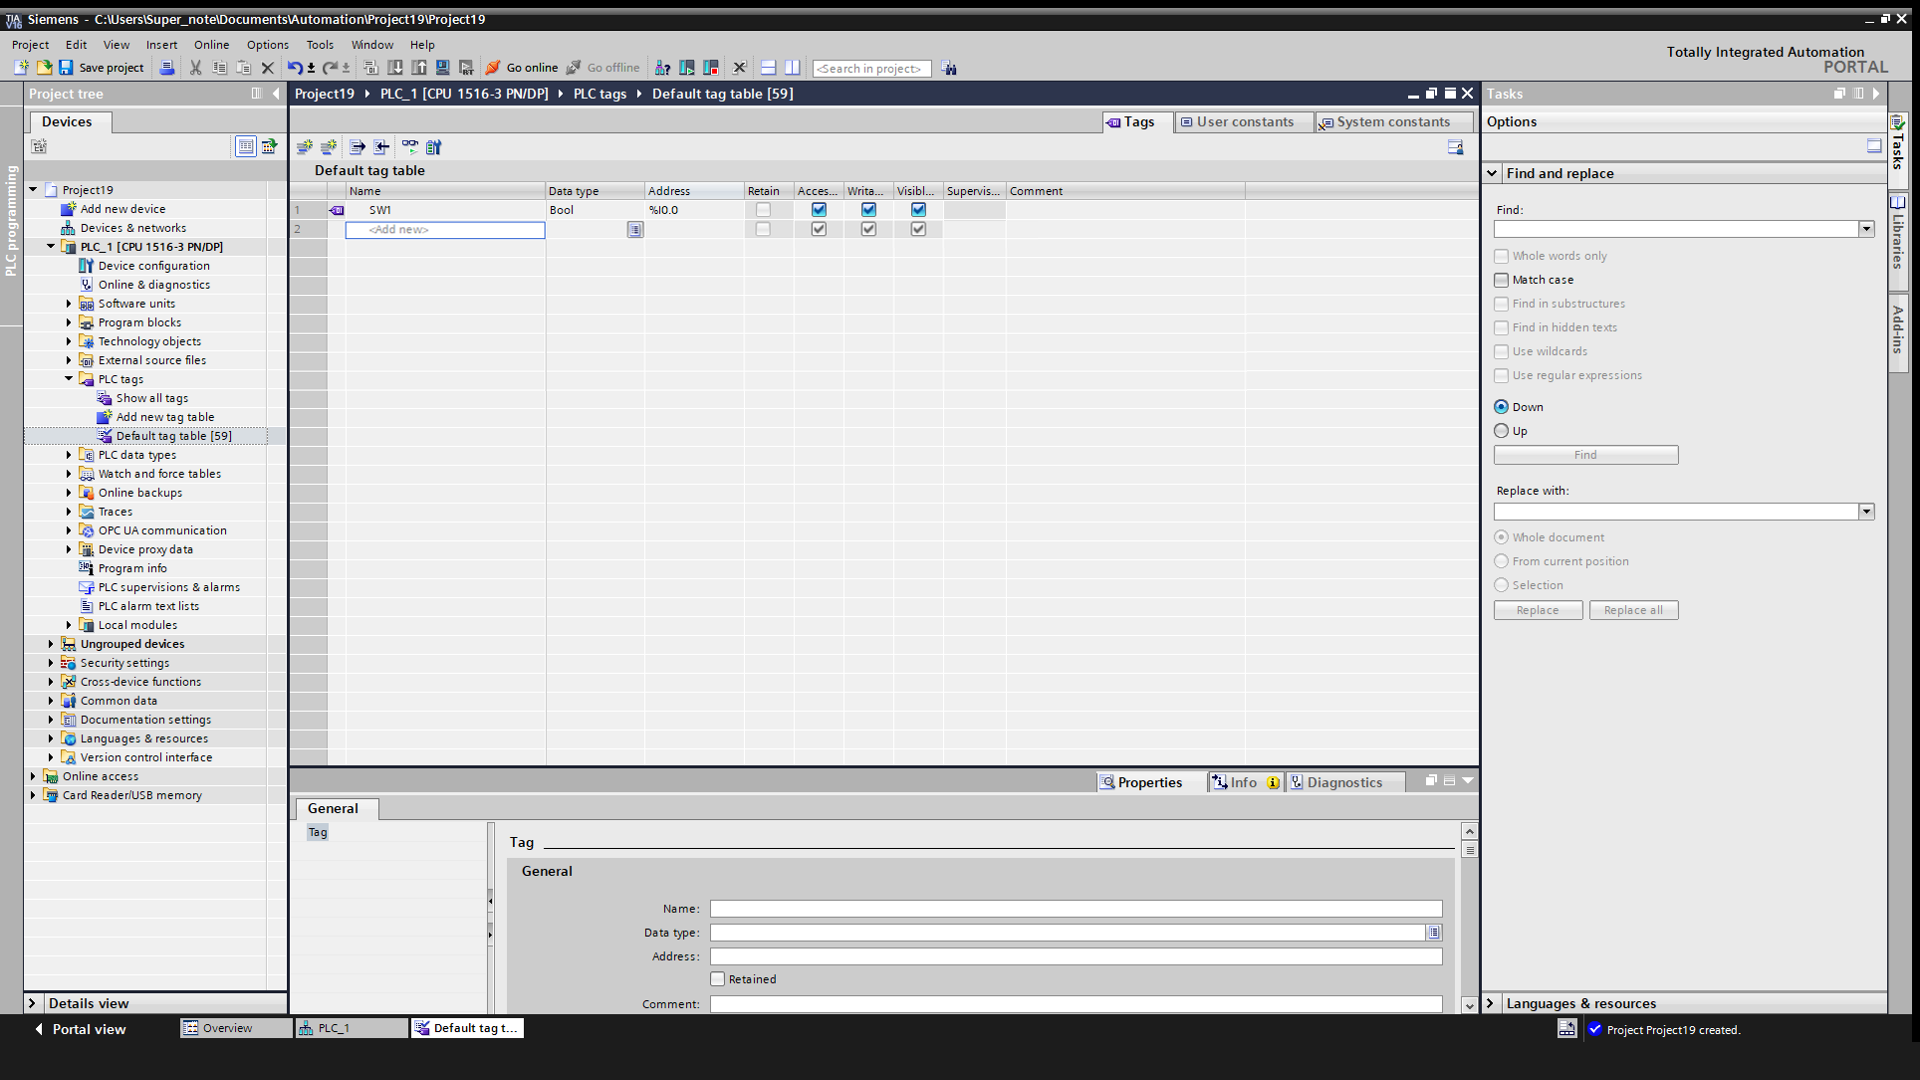 Siemens - C:\Users\Super_note\Documents\Automation\Project19\Project19
Project Edit View Insert Online Options Tools Window Help
Totally Integrated Automation
PORTAL
Save project
Go online
Go offline
<Search in project>
Project tree
Project19 PLC_1 [CPU 1516-3 PN/DP] PLC tags Default tag table [59]
Tasks
Devices
Tags
User constants
System constants
Options
PLC programming
Tasks
Libraries
Add-ins
Default tag table
Name Data type Address Retain Acces... Writa... Visibl... Supervis... Comment
1 SW1 Bool %I0.0
2 <Add new>
Project19
Add new device
Devices & networks
PLC_1 [CPU 1516-3 PN/DP]
Device configuration
Online & diagnostics
Software units
Program blocks
Technology objects
External source files
PLC tags
Show all tags
Add new tag table
Default tag table [59]
PLC data types
Watch and force tables
Online backups
Traces
OPC UA communication
Device proxy data
Program info
PLC supervisions & alarms
PLC alarm text lists
Local modules
Ungrouped devices
Security settings
Cross-device functions
Common data
Documentation settings
Languages & resources
Version control interface
Online access
Card Reader/USB memory
Details view
Find and replace
Find:
Whole words only
Match case
Find in substructures
Find in hidden texts
Use wildcards
Use regular expressions
Down
Up
Find
Replace with:
Whole document
From current position
Selection
Replace
Replace all
Languages & resources
Properties
Info
Diagnostics
General
Tag
Tag
General
Name:
Data type:
Address:
Retained
Comment:
Portal view
Overview
PLC_1
Default tag t...
Project Project19 created.